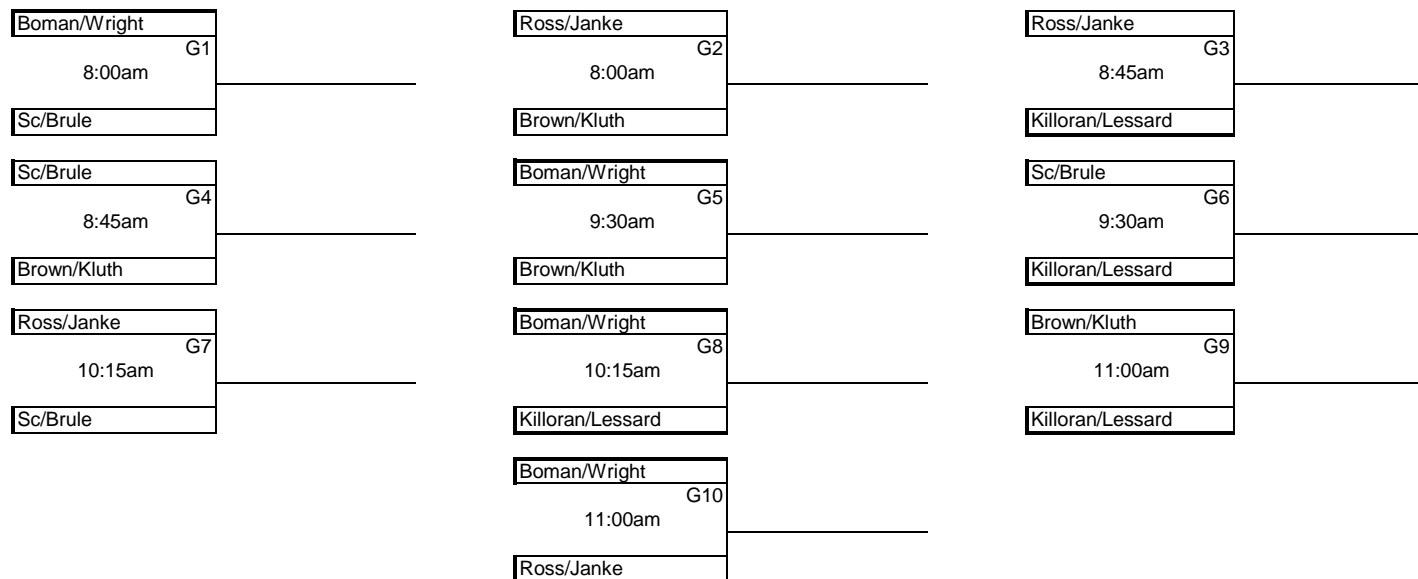 Boman/Wright
G1
8:00am
Sc/Brule
Ross/Janke
G2
8:00am
Brown/Kluth
Ross/Janke
G3
8:45am
Killoran/Lessard
Sc/Brule
G4
8:45am
Brown/Kluth
Boman/Wright
G5
9:30am
Brown/Kluth
Sc/Brule
G6
9:30am
Killoran/Lessard
Ross/Janke
G7
10:15am
Sc/Brule
Boman/Wright
G8
10:15am
Killoran/Lessard
Brown/Kluth
G9
11:00am
Killoran/Lessard
Boman/Wright
G10
11:00am
Ross/Janke